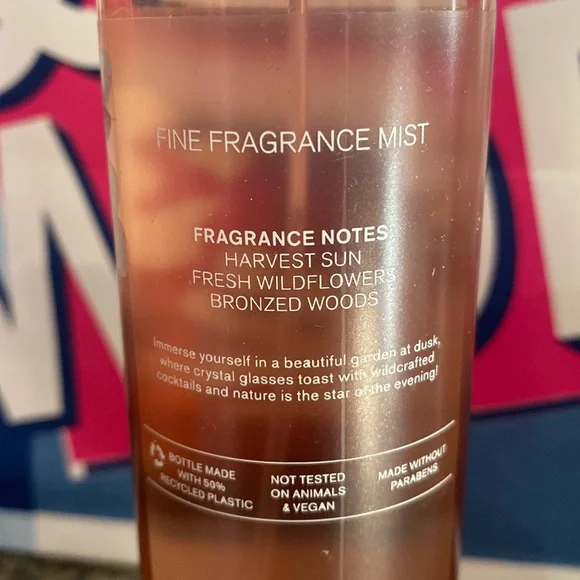 FINE FRAGRANCE MIST
FRAGRANCE NOTES
HARVEST SUN
FRESH WILDFLOWERS
BRONZED WOODS
Immerse yourself in a beautiful garden at dusk,
where crystal glasses toast with wildcrafted
cocktails and nature is the star of the evening!
BOTTLE MADE
WITH 50%
RECYCLED PLASTIC
NOT TESTED
ON ANIMALS
& VEGAN
MADE WITHOUT
PARABENS